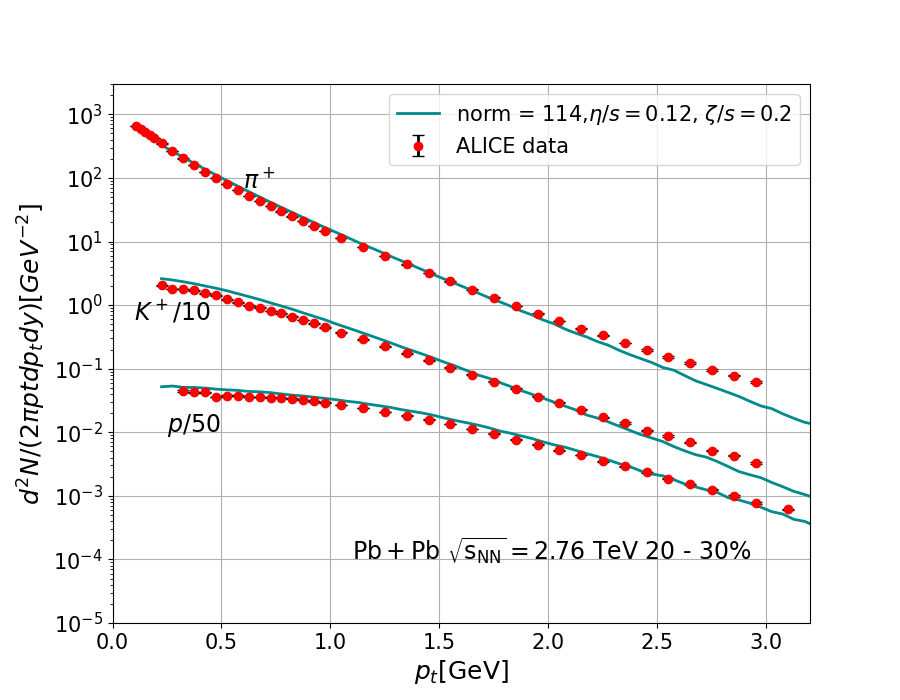 norm = 114,η/s = 0.12, ζ/s = 0.2
ALICE data
π⁺
K⁺/10
p/50
Pb + Pb √s_NN = 2.76 TeV 20 - 30%
d²N/(2πptdp_tdy)[GeV⁻²]
10³
10²
10¹
10⁰
10⁻¹
10⁻²
10⁻³
10⁻⁴
10⁻⁵
0.0 0.5 1.0 1.5 2.0 2.5 3.0
p_t[GeV]